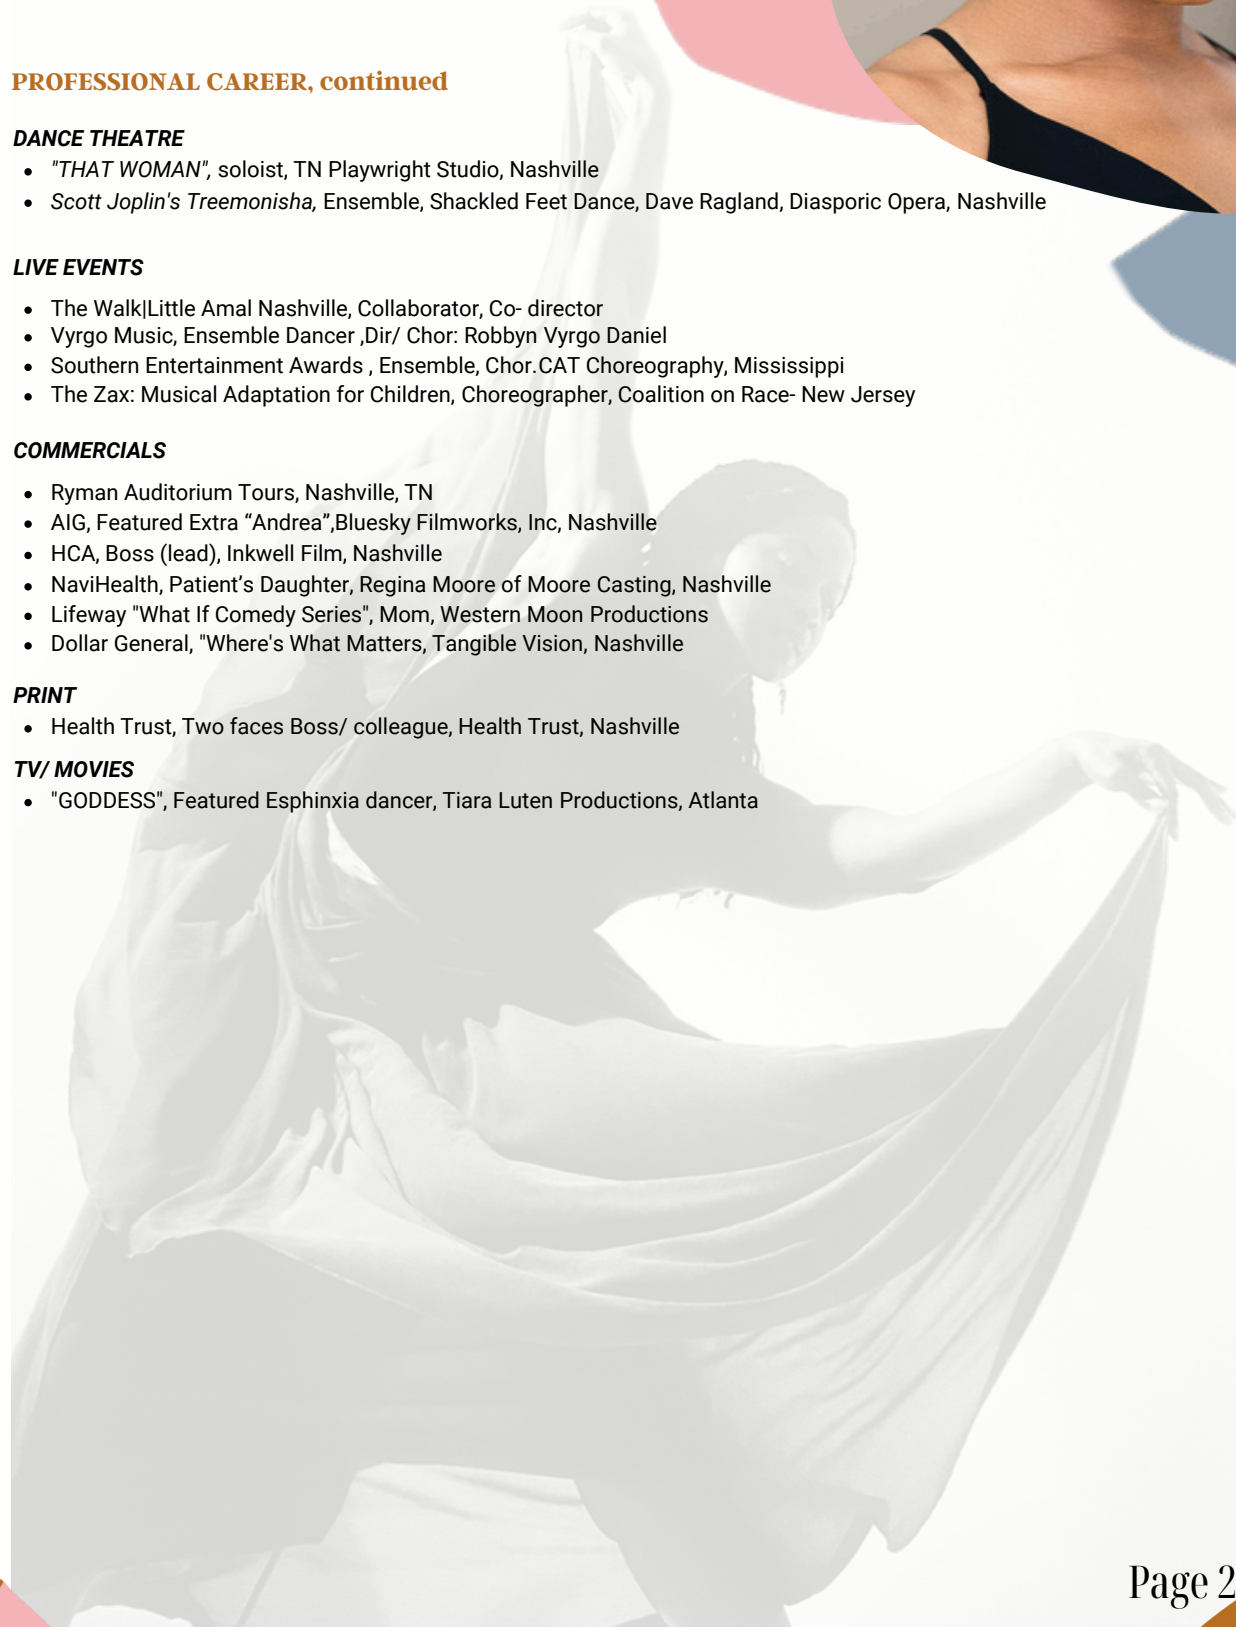 PROFESSIONAL CAREER, continued
DANCE THEATRE
• "THAT WOMAN", soloist, TN Playwright Studio, Nashville
• Scott Joplin's Treemonisha, Ensemble, Shackled Feet Dance, Dave Ragland, Diasporic Opera, Nashville
LIVE EVENTS
• The Walk|Little Amal Nashville, Collaborator, Co- director
• Vyrgo Music, Ensemble Dancer ,Dir/ Chor: Robbyn Vyrgo Daniel
• Southern Entertainment Awards , Ensemble, Chor.CAT Choreography, Mississippi
• The Zax: Musical Adaptation for Children, Choreographer, Coalition on Race- New Jersey
COMMERCIALS
• Ryman Auditorium Tours, Nashville, TN
• AIG, Featured Extra “Andrea”,Bluesky Filmworks, Inc, Nashville
• HCA, Boss (lead), Inkwell Film, Nashville
• NaviHealth, Patient’s Daughter, Regina Moore of Moore Casting, Nashville
• Lifeway "What If Comedy Series", Mom, Western Moon Productions
• Dollar General, "Where's What Matters, Tangible Vision, Nashville
PRINT
• Health Trust, Two faces Boss/ colleague, Health Trust, Nashville
TV/ MOVIES
• "GODDESS", Featured Esphinxia dancer, Tiara Luten Productions, Atlanta
Page 2